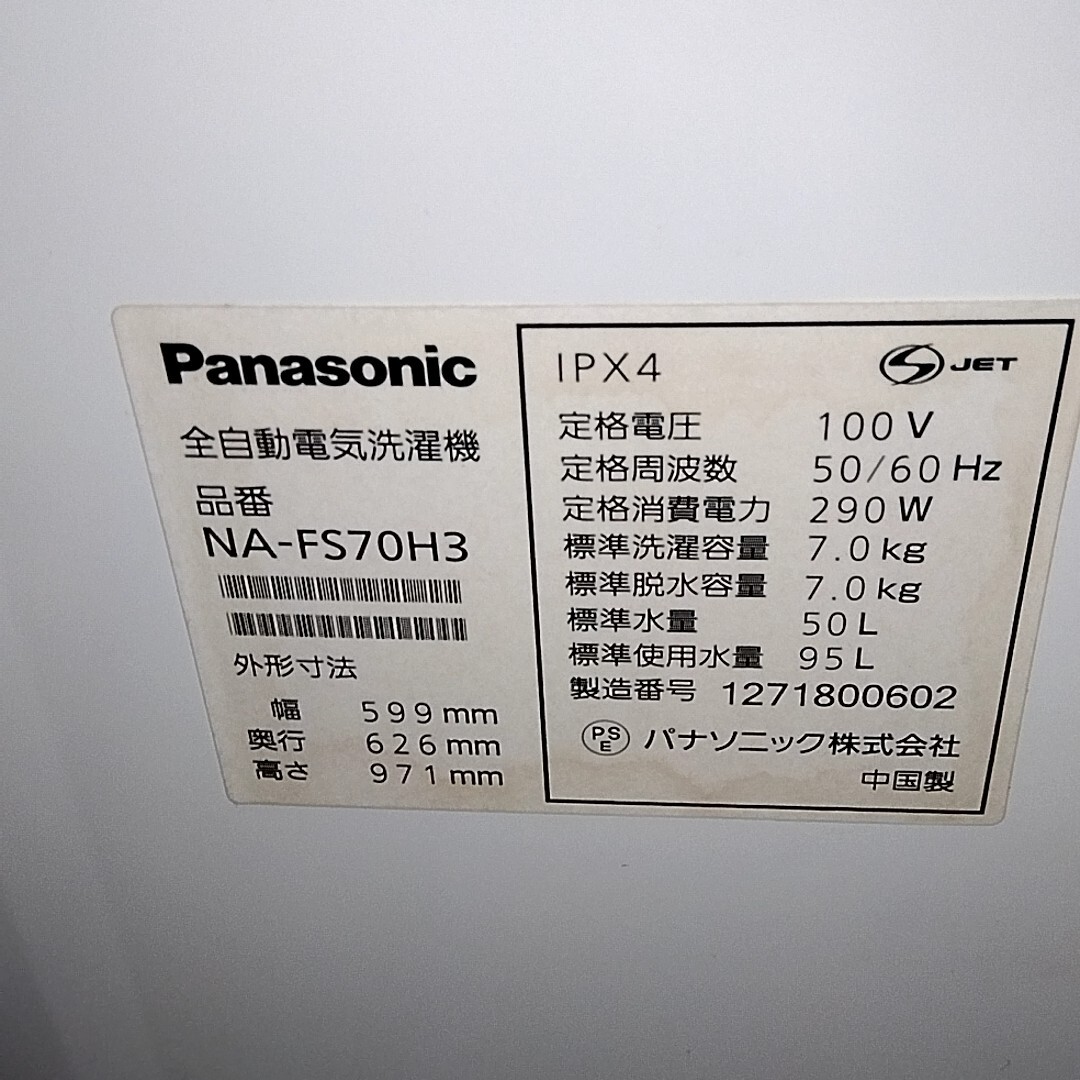 Panasonic
全自動電気洗濯機
品番
NA-FS70H3
外形寸法
幅 599mm
奥行 626mm
高さ 971mm
IPX4
S JET
定格電圧 100V
定格周波数 50/60Hz
定格消費電力 290W
標準洗濯容量 7.0kg
標準脱水容量 7.0kg
標準水量 50L
標準使用水量 95L
製造番号 1271800602
PS
E
パナソニック株式会社
中国製